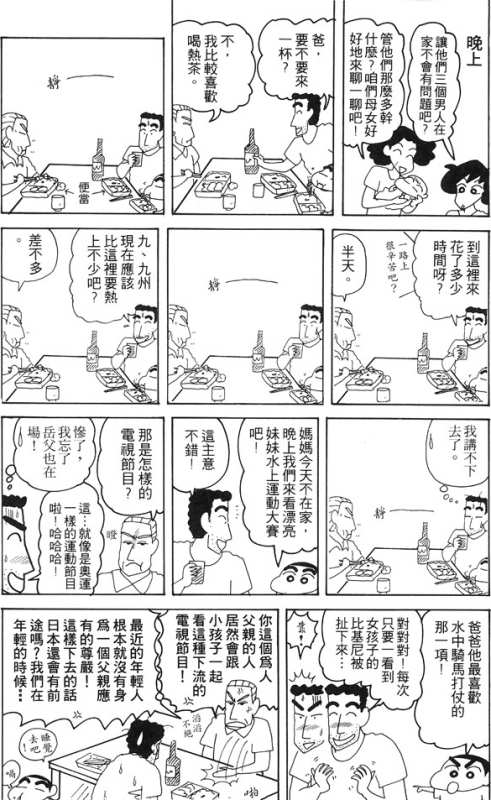 晚上
讓他們三個男人在
家不會有問題吧？
管他們那麼多幹
什麼？咱們母女好
好地來聊一聊吧！
爸，
要不要來
一杯？
不，
我比較喜歡
喝熱茶。
靜
便當
到這裡來
花了多少
時間呀？
一路上
很辛苦吧？
半天。
靜
九、九州
現在應該
比這裡要熱
上不少吧？
差不多
。
我講不下
去了。
靜
媽媽今天不在家，
晚上我們來看漂亮
妹妹水上運動大賽
吧！
這主意
不錯！
那是怎樣的
電視節目？
瞪
慘了，
我忘了
岳父也在
場！
這…就像是奧運
一樣的運動節目
啦！哈哈哈！
爸爸他最喜歡
水中騎馬打仗的
那一項！
對對對！每次
只要一看到
女孩子的
比基尼被
扯下來…
你這個為人
父親的人
居然會跟
小孩子一起
看這種下流的
電視節目！
滔滔
不絕
最近的年輕人
根本就沒有身
為一個父親應
有的尊嚴！
這樣下去的話
日本還會有前
途嗎？我們在
年輕的時候…
睡覺
去吧